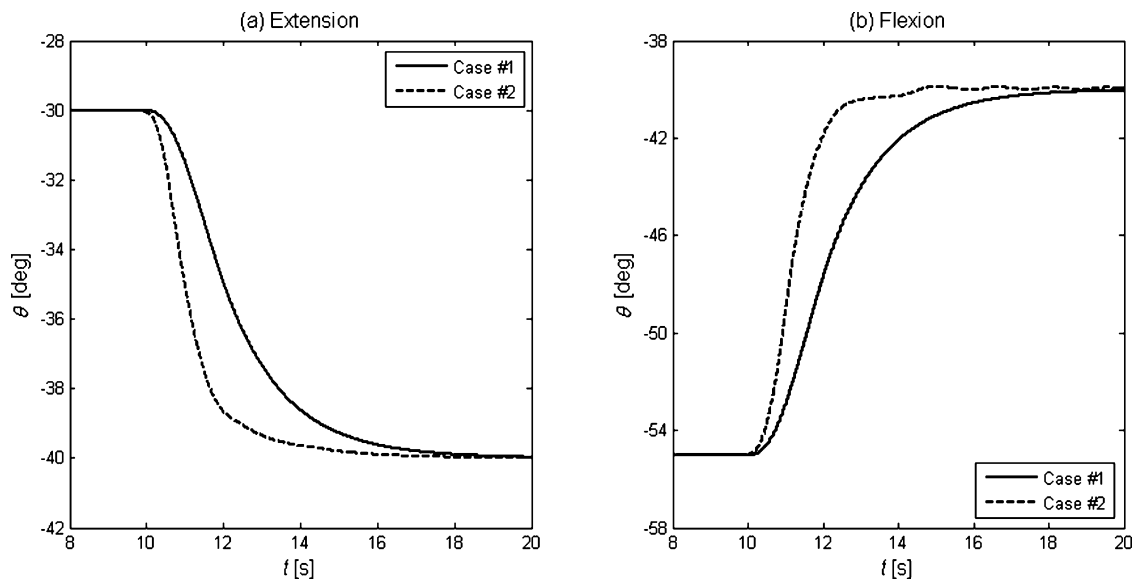 (a) Extension
-28
-30
-32
-34
-36
-38
-40
-42
θ [deg]
8 10 12 14 16 18 20
t [s]
Case #1
Case #2
(b) Flexion
-38
-42
-46
-50
-54
-58
θ [deg]
8 10 12 14 16 18 20
t [s]
Case #1
Case #2